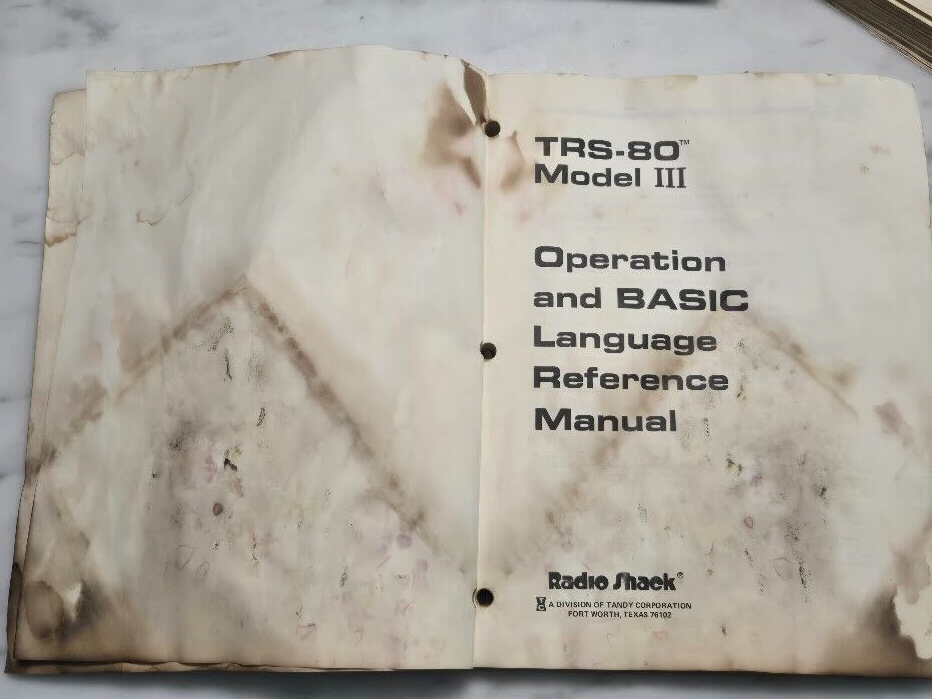 TRS-80™
Model III
Operation
and BASIC
Language
Reference
Manual
Radio Shack®
A DIVISION OF TANDY CORPORATION
FORT WORTH, TEXAS 76102